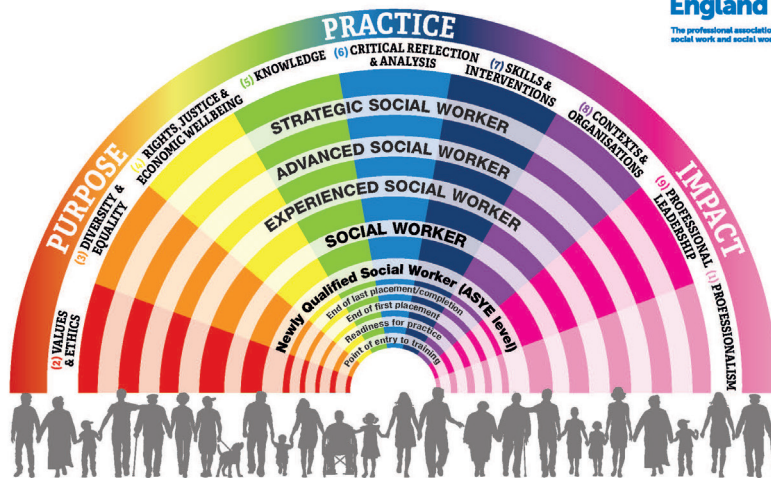 England
The professional association
social work and social wor
PURPOSE
PRACTICE
IMPACT
(2) VALUES
& ETHICS
(3) DIVERSITY &
EQUALITY
(4) RIGHTS, JUSTICE &
ECONOMIC WELLBEING
(5) KNOWLEDGE
(6) CRITICAL REFLECTION
& ANALYSIS
(7) SKILLS &
INTERVENTIONS
(8) CONTEXTS &
ORGANISATIONS
(9) PROFESSIONAL
LEADERSHIP
(1) PROFESSIONALISM
STRATEGIC SOCIAL WORKER
ADVANCED SOCIAL WORKER
EXPERIENCED SOCIAL WORKER
SOCIAL WORKER
Newly Qualified Social Worker (ASYE level)
End of last placement/completion
End of first placement
Readiness for practice
Point of entry to training